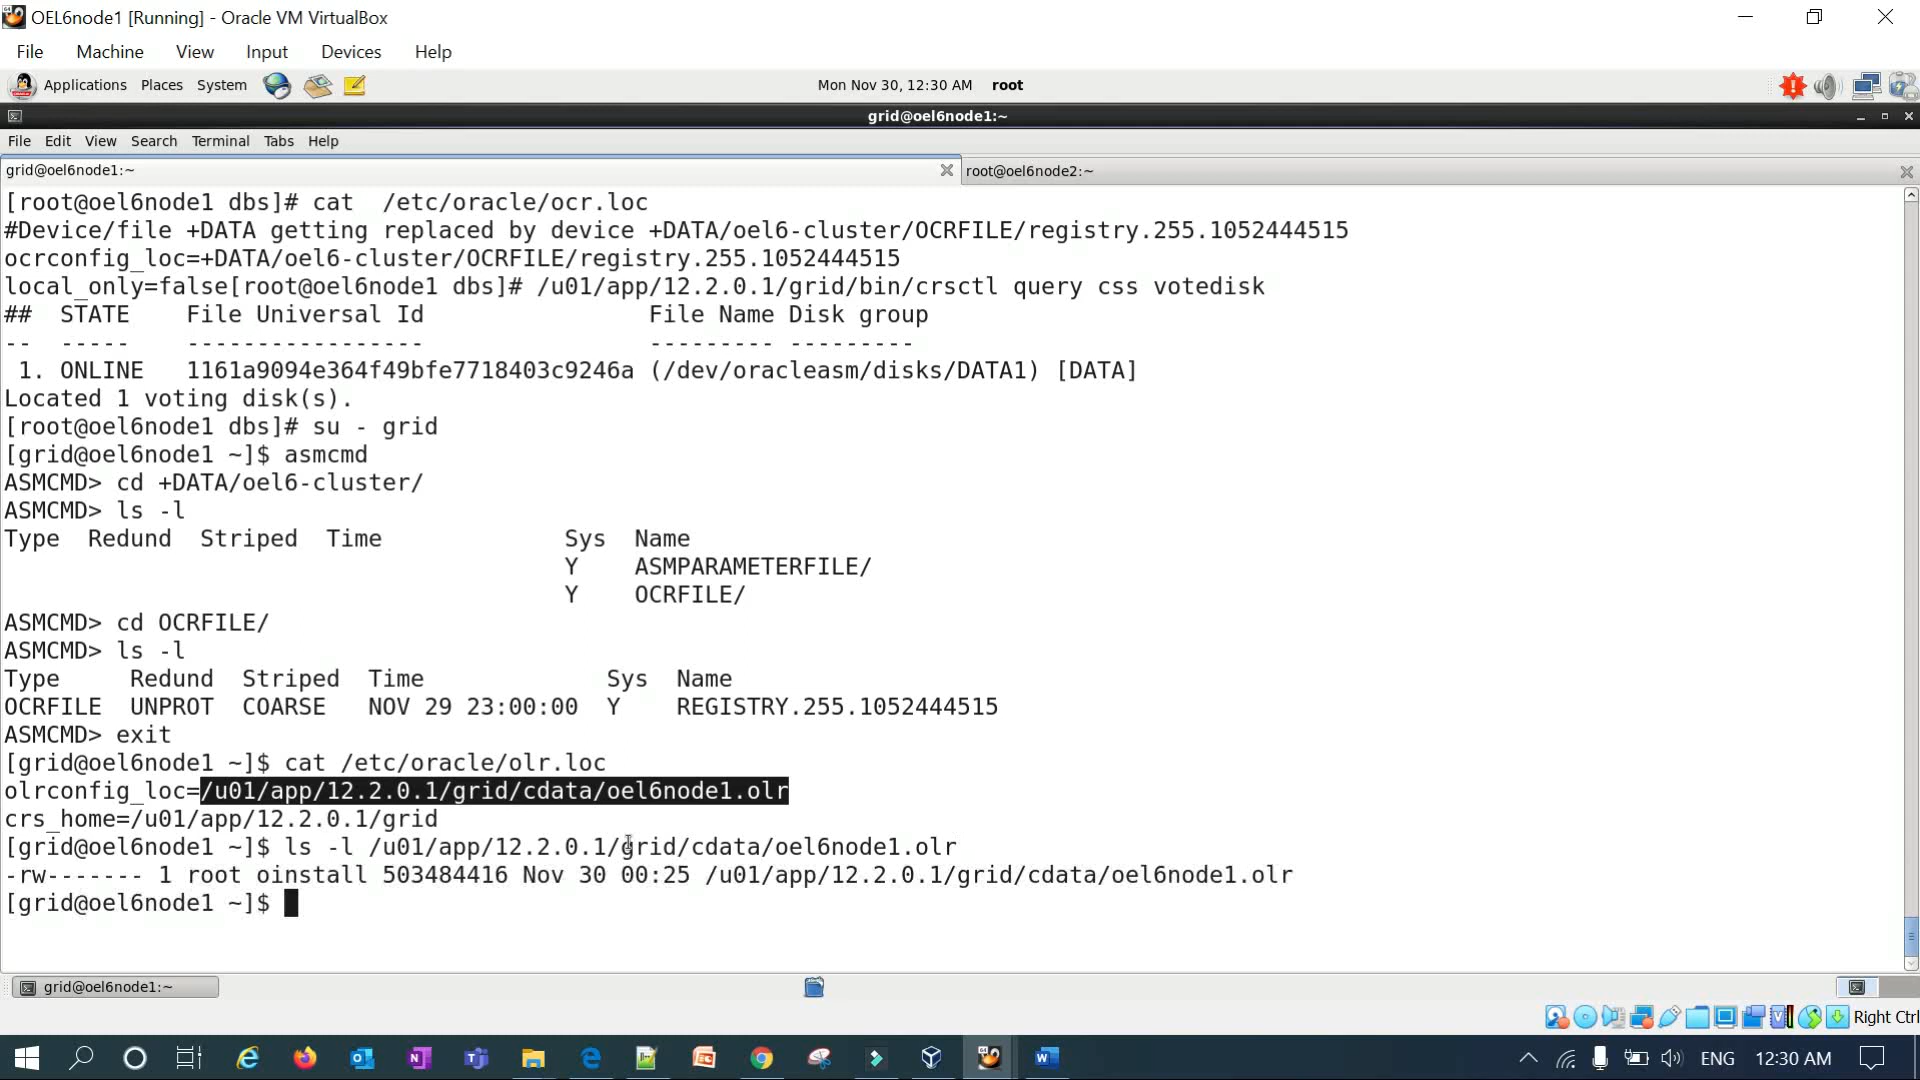 OEL6node1 [Running] - Oracle VM VirtualBox
File Machine View Input Devices Help
Applications Places System Mon Nov 30, 12:30 AM root
grid@oel6node1:~
File Edit View Search Terminal Tabs Help
grid@oel6node1:~ root@oel6node2:~
[root@oel6node1 dbs]# cat  /etc/oracle/ocr.loc
#Device/file +DATA getting replaced by device +DATA/oel6-cluster/OCRFILE/registry.255.1052444515
ocrconfig_loc=+DATA/oel6-cluster/OCRFILE/registry.255.1052444515
local_only=false[root@oel6node1 dbs]# /u01/app/12.2.0.1/grid/bin/crsctl query css votedisk
##  STATE    File Universal Id                File Name Disk group
--  -----    -----------------                --------- ---------
 1. ONLINE   1161a9094e364f49bfe7718403c9246a (/dev/oracleasm/disks/DATA1) [DATA]
Located 1 voting disk(s).
[root@oel6node1 dbs]# su - grid
[grid@oel6node1 ~]$ asmcmd
ASMCMD> cd +DATA/oel6-cluster/
ASMCMD> ls -l
Type  Redund  Striped  Time             Sys  Name
                                        Y    ASMPARAMETERFILE/
                                        Y    OCRFILE/
ASMCMD> cd OCRFILE/
ASMCMD> ls -l
Type     Redund  Striped  Time             Sys  Name
OCRFILE  UNPROT  COARSE   NOV 29 23:00:00  Y    REGISTRY.255.1052444515
ASMCMD> exit
[grid@oel6node1 ~]$ cat /etc/oracle/olr.loc
olrconfig_loc=/u01/app/12.2.0.1/grid/cdata/oel6node1.olr
crs_home=/u01/app/12.2.0.1/grid
[grid@oel6node1 ~]$ ls -l /u01/app/12.2.0.1/grid/cdata/oel6node1.olr
-rw------- 1 root oinstall 503484416 Nov 30 00:25 /u01/app/12.2.0.1/grid/cdata/oel6node1.olr
[grid@oel6node1 ~]$
grid@oel6node1:~
Right Ctrl
ENG 12:30 AM